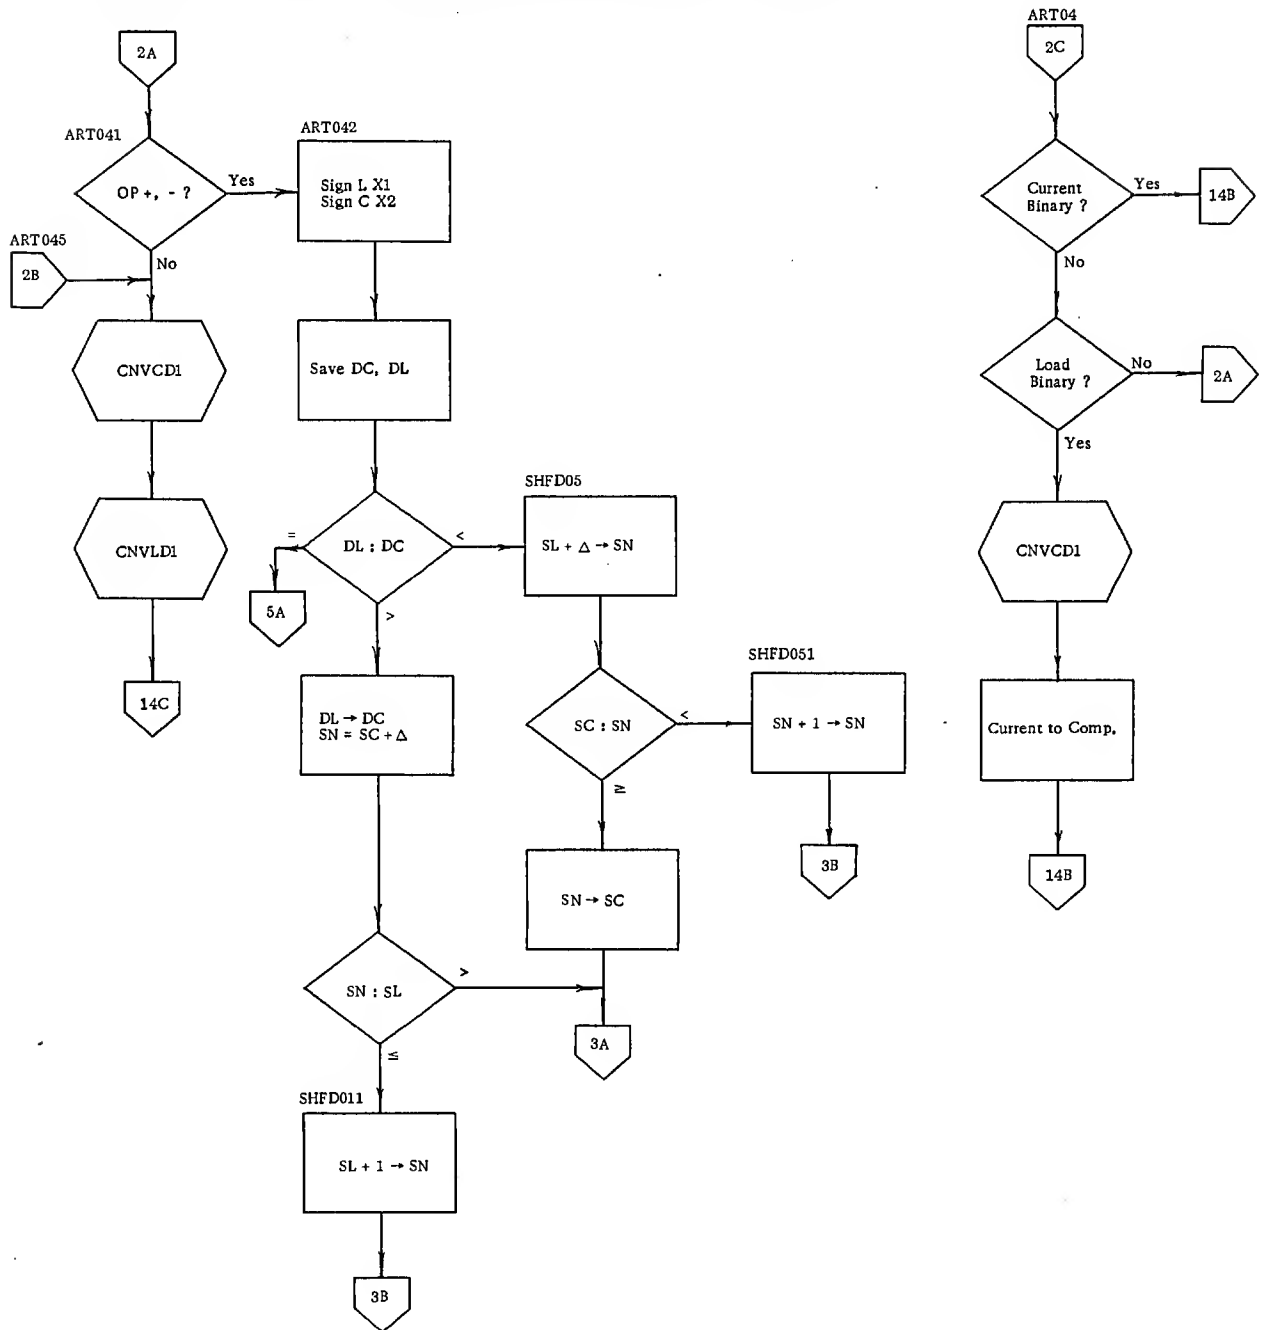 2A
ART041
OP +, - ?
Yes
No
ART042
Sign L X1
Sign C X2
ART045
2B
CNVCD1
CNVLD1
14C
Save DC, DL
DL : DC
=
<
>
5A
SHFD05
SL + Δ → SN
DL → DC
SN = SC + Δ
SC : SN
<
≥
SHFD051
SN + 1 → SN
3B
SN → SC
SN : SL
>
≤
3A
SHFD011
SL + 1 → SN
3B
ART04
2C
Current
Binary ?
Yes
14B
No
Load
Binary ?
No
2A
Yes
CNVCD1
Current to Comp.
14B